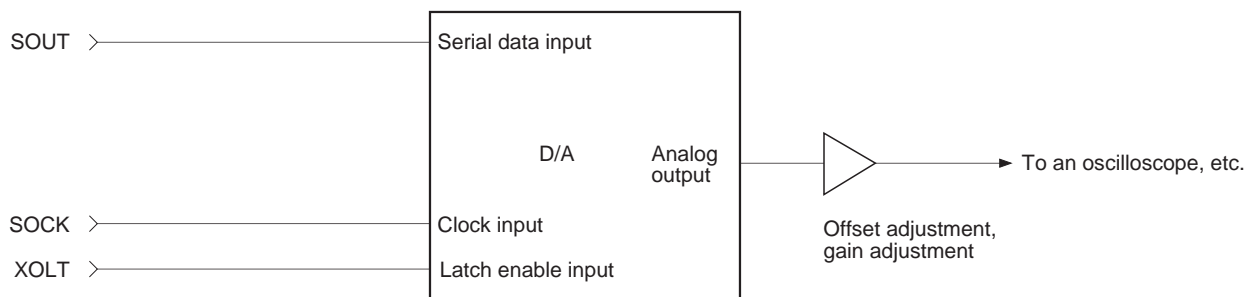 SOUT
Serial data input
D/A
Analog
output
To an oscilloscope, etc.
SOCK
Clock input
Offset adjustment,
gain adjustment
XOLT
Latch enable input